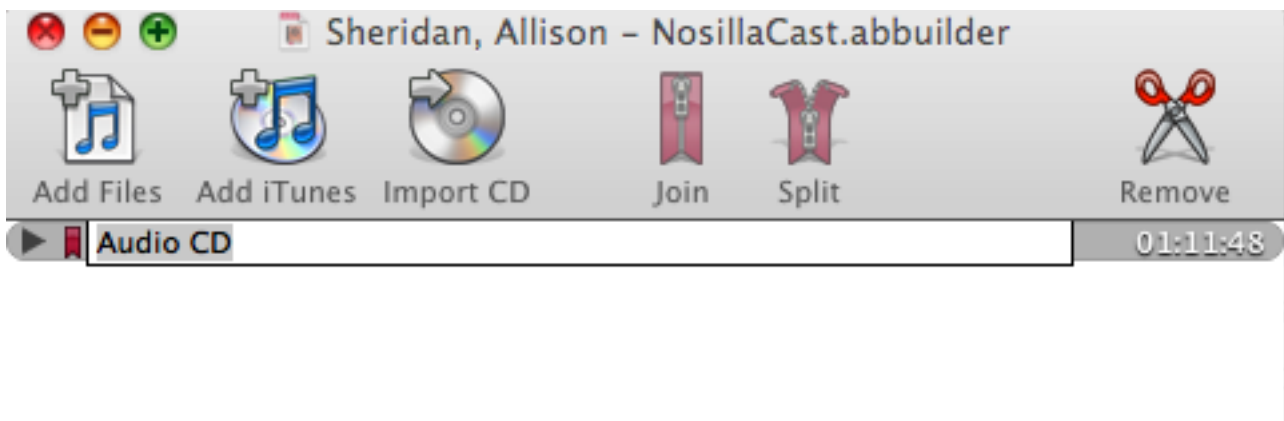 Sheridan, Allison – NosillaCast.abbuilder
Add Files Add iTunes Import CD Join Split Remove
Audio CD 01:11:48